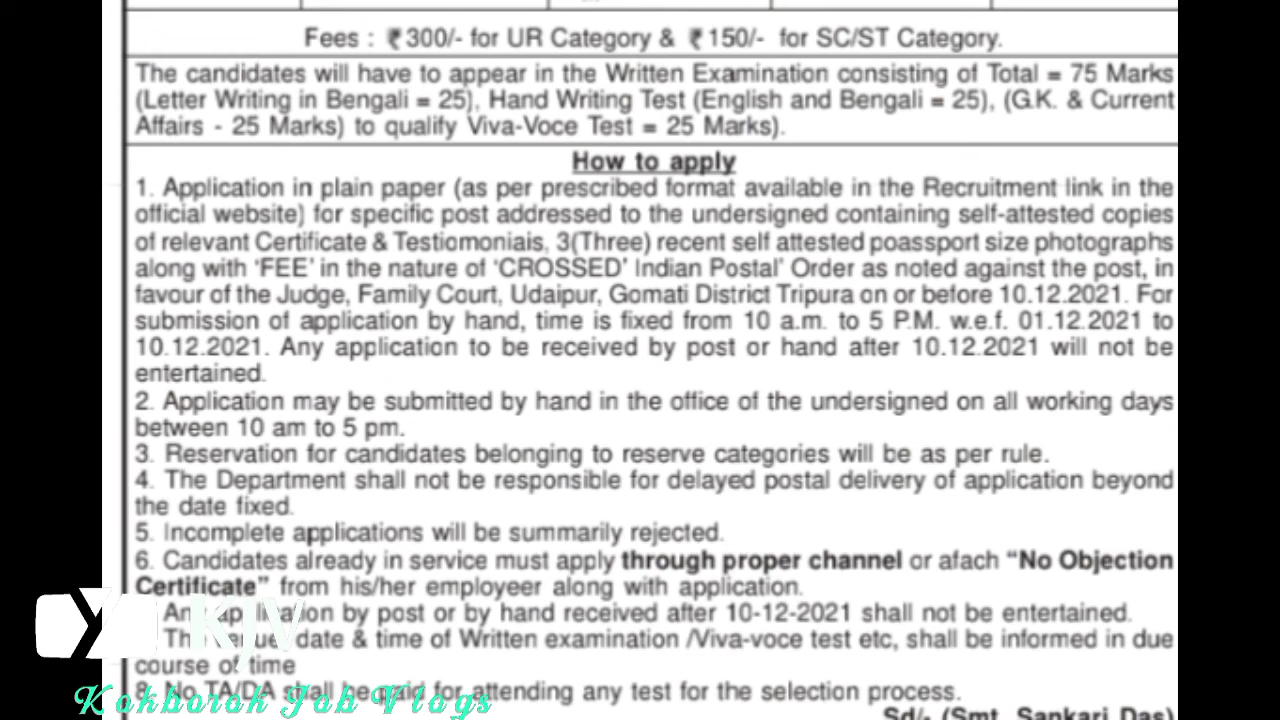 Fees : ₹300/- for UR Category & ₹150/- for SC/ST Category.
The candidates will have to appear in the Written Examination consisting of Total = 75 Marks
(Letter Writing in Bengali = 25), Hand Writing Test (English and Bengali = 25), (G.K. & Current
Affairs - 25 Marks) to qualify Viva-Voce Test = 25 Marks).
How to apply
1. Application in plain paper (as per prescribed format available in the Recruitment link in the
official website) for specific post addressed to the undersigned containing self-attested copies
of relevant Certificate & Testiomoniais, 3(Three) recent self attested poassport size photographs
along with 'FEE' in the nature of 'CROSSED' Indian Postal' Order as noted against the post, in
favour of the Judge, Family Court, Udaipur, Gomati District Tripura on or before 10.12.2021. For
submission of application by hand, time is fixed from 10 a.m. to 5 P.M. w.e.f. 01.12.2021 to
10.12.2021. Any application to be received by post or hand after 10.12.2021 will not be
entertained.
2. Application may be submitted by hand in the office of the undersigned on all working days
between 10 am to 5 pm.
3. Reservation for candidates belonging to reserve categories will be as per rule.
4. The Department shall not be responsible for delayed postal delivery of application beyond
the date fixed.
5. Incomplete applications will be summarily rejected.
6. Candidates already in service must apply through proper channel or afach "No Objection
Certificate" from his/her employeer along with application.
application by post or by hand received after 10-12-2021 shall not be entertained.
date & time of Written examination /Viva-voce test etc, shall be informed in due
course of time
KJV
8. No TA/DA shall be paid for attending any test for the selection process.
Kokborok Job Vlogs
Sd/- (Smt. Sankari Das)